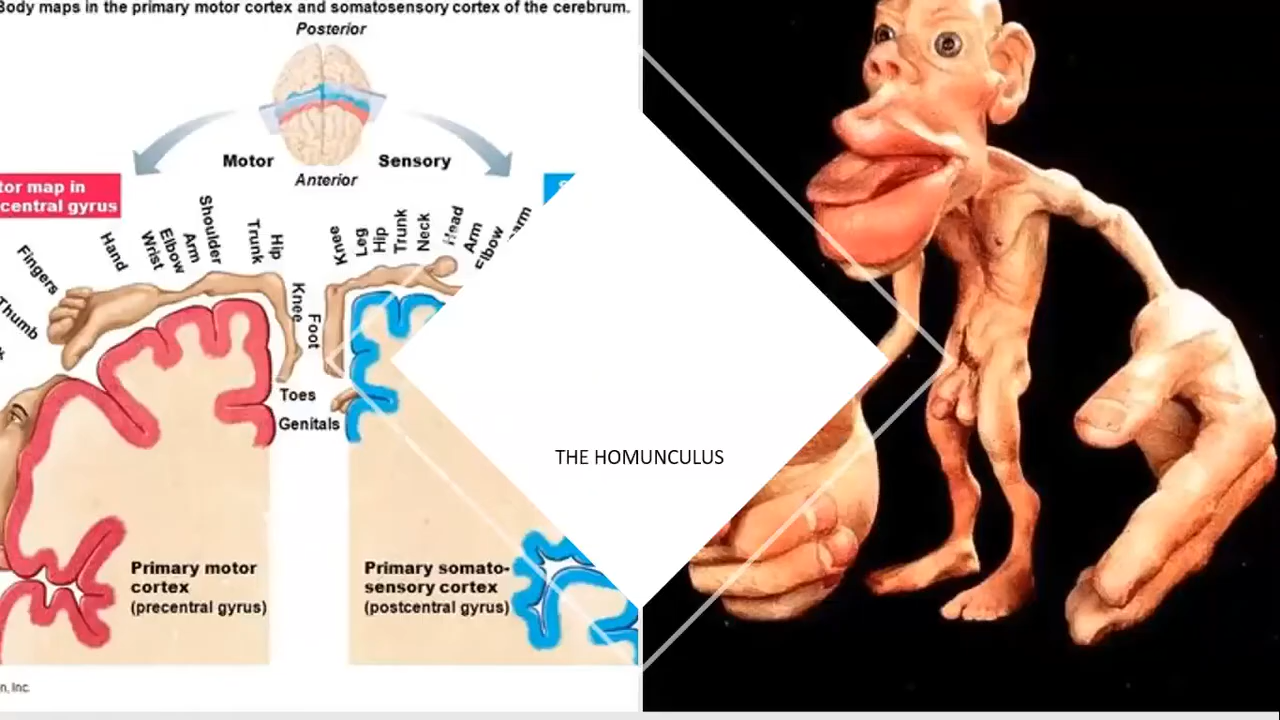 Body maps in the primary motor cortex and somatosensory cortex of the cerebrum.
Posterior
Motor
Sensory
Anterior
map in
central gyrus
Shoulder
Trunk
Hip
Arm
Elbow
Wrist
Hand
Fingers
Thumb
Knee
Foot
Toes
Genitals
Knee
Leg
Hip
Trunk
Neck
Head
Arm
Elbow
THE HOMUNCULUS
Primary motor
cortex
(precentral gyrus)
Primary somato-
sensory cortex
(postcentral gyrus)
Inc.